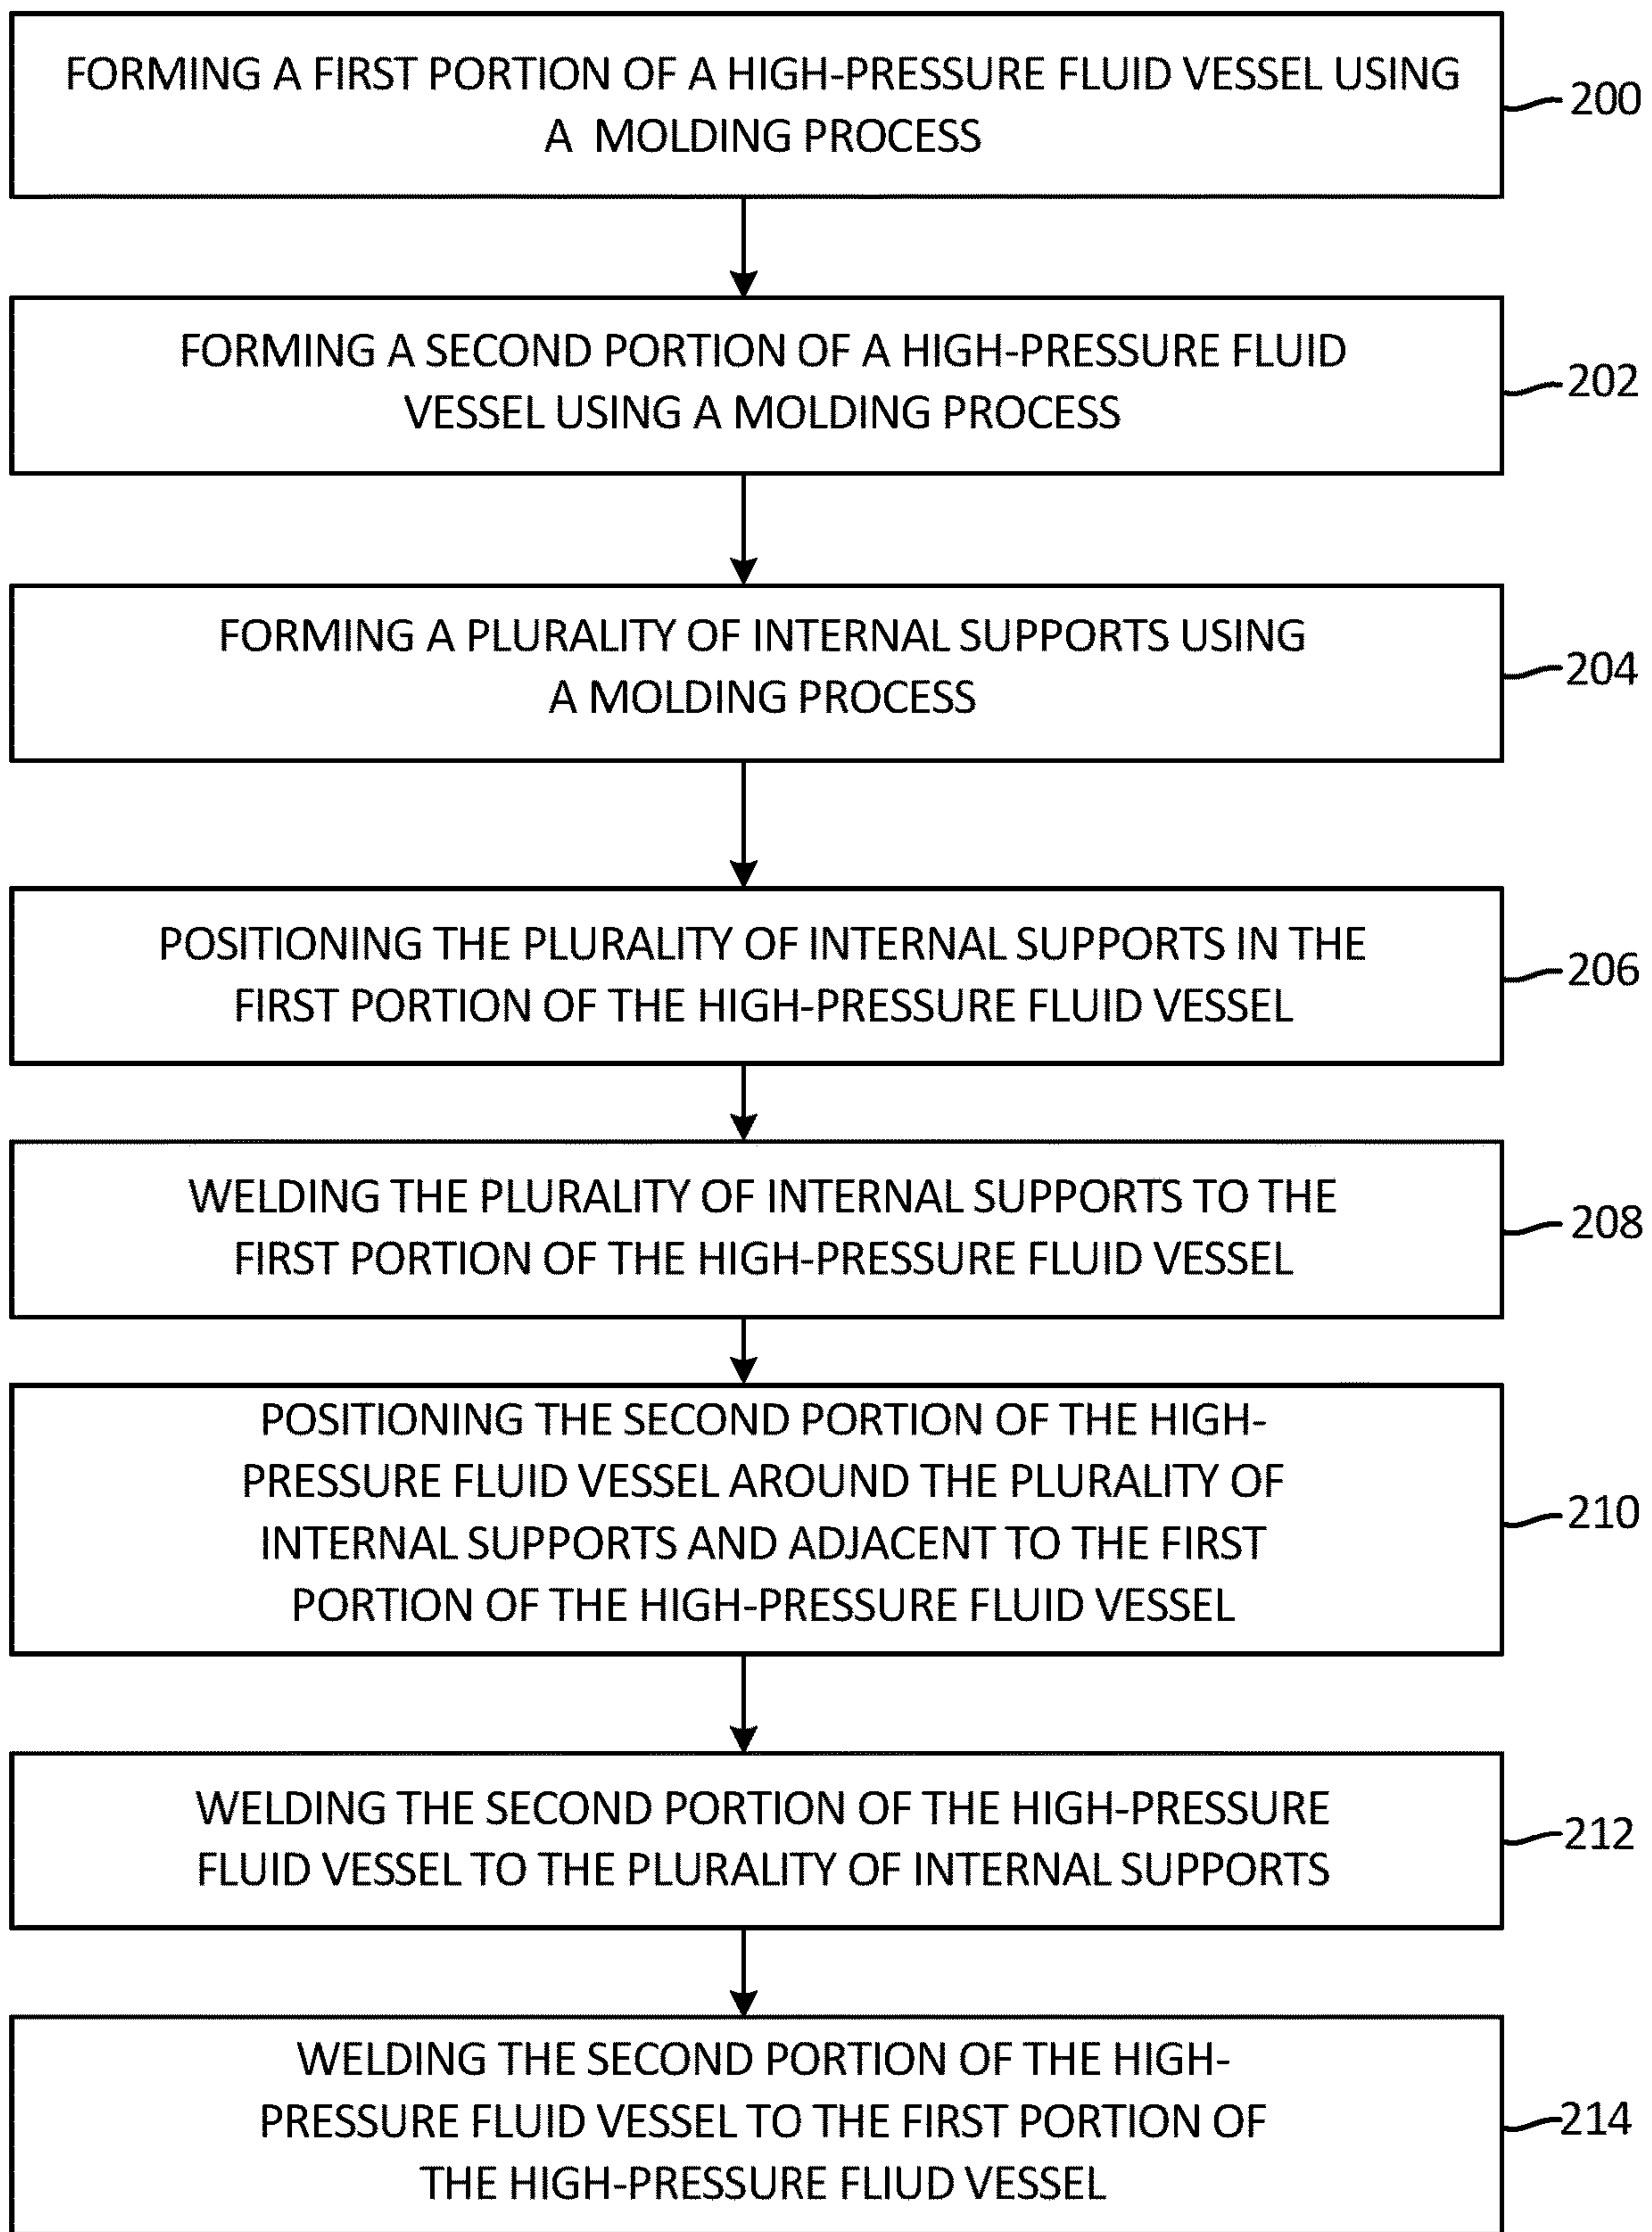 FORMING A FIRST PORTION OF A HIGH-PRESSURE FLUID VESSEL USING
A MOLDING PROCESS
200
FORMING A SECOND PORTION OF A HIGH-PRESSURE FLUID
VESSEL USING A MOLDING PROCESS
202
FORMING A PLURALITY OF INTERNAL SUPPORTS USING
A MOLDING PROCESS
204
POSITIONING THE PLURALITY OF INTERNAL SUPPORTS IN THE
FIRST PORTION OF THE HIGH-PRESSURE FLUID VESSEL
206
WELDING THE PLURALITY OF INTERNAL SUPPORTS TO THE
FIRST PORTION OF THE HIGH-PRESSURE FLUID VESSEL
208
POSITIONING THE SECOND PORTION OF THE HIGH-
PRESSURE FLUID VESSEL AROUND THE PLURALITY OF
INTERNAL SUPPORTS AND ADJACENT TO THE FIRST
PORTION OF THE HIGH-PRESSURE FLUID VESSEL
210
WELDING THE SECOND PORTION OF THE HIGH-PRESSURE
FLUID VESSEL TO THE PLURALITY OF INTERNAL SUPPORTS
212
WELDING THE SECOND PORTION OF THE HIGH-
PRESSURE FLUID VESSEL TO THE FIRST PORTION OF
THE HIGH-PRESSURE FLIUD VESSEL
214